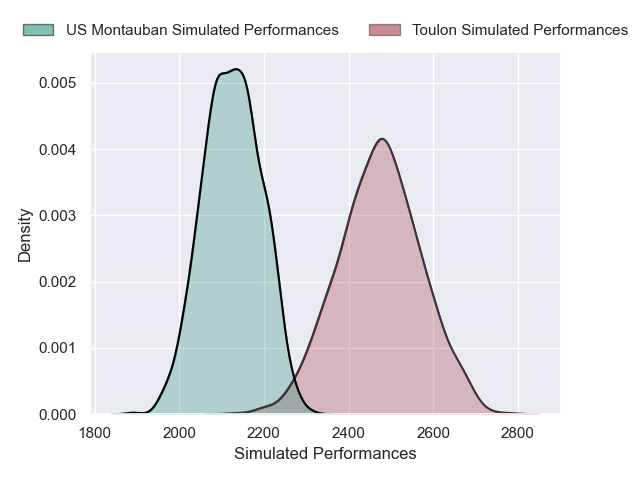 US Montauban Simulated Performances Toulon Simulated Performances
0.005
0.004
0.003
0.002
0.001
0.000
Density
1800 2000 2200 2400 2600 2800
Simulated Performances